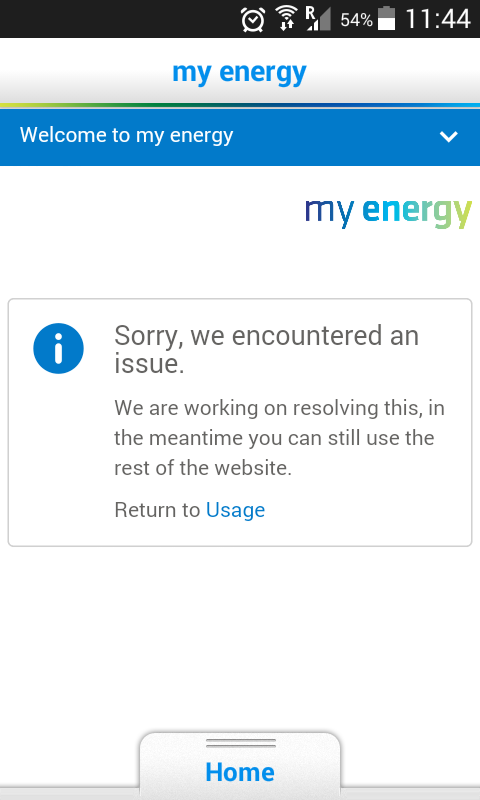 R 54% 11:44
my energy
Welcome to my energy
my energy
Sorry, we encountered an
issue.
We are working on resolving this, in
the meantime you can still use the
rest of the website.
Return to Usage
Home